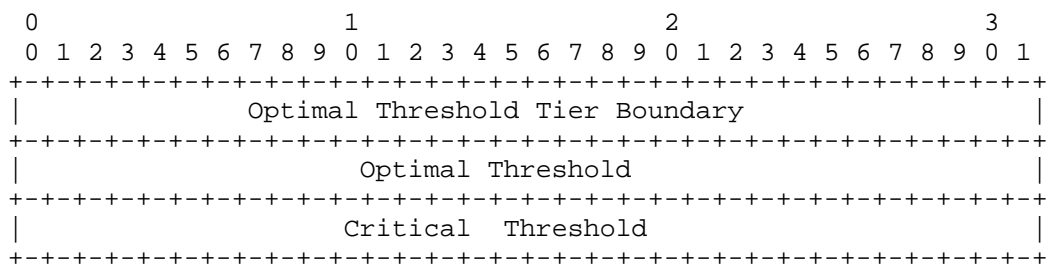 0                   1                   2                   3
 0 1 2 3 4 5 6 7 8 9 0 1 2 3 4 5 6 7 8 9 0 1 2 3 4 5 6 7 8 9 0 1
+-+-+-+-+-+-+-+-+-+-+-+-+-+-+-+-+-+-+-+-+-+-+-+-+-+-+-+-+-+-+-+-+
|              Optimal Threshold Tier Boundary                  |
+-+-+-+-+-+-+-+-+-+-+-+-+-+-+-+-+-+-+-+-+-+-+-+-+-+-+-+-+-+-+-+-+
|                     Optimal Threshold                         |
+-+-+-+-+-+-+-+-+-+-+-+-+-+-+-+-+-+-+-+-+-+-+-+-+-+-+-+-+-+-+-+-+
|                    Critical  Threshold                        |
+-+-+-+-+-+-+-+-+-+-+-+-+-+-+-+-+-+-+-+-+-+-+-+-+-+-+-+-+-+-+-+-+